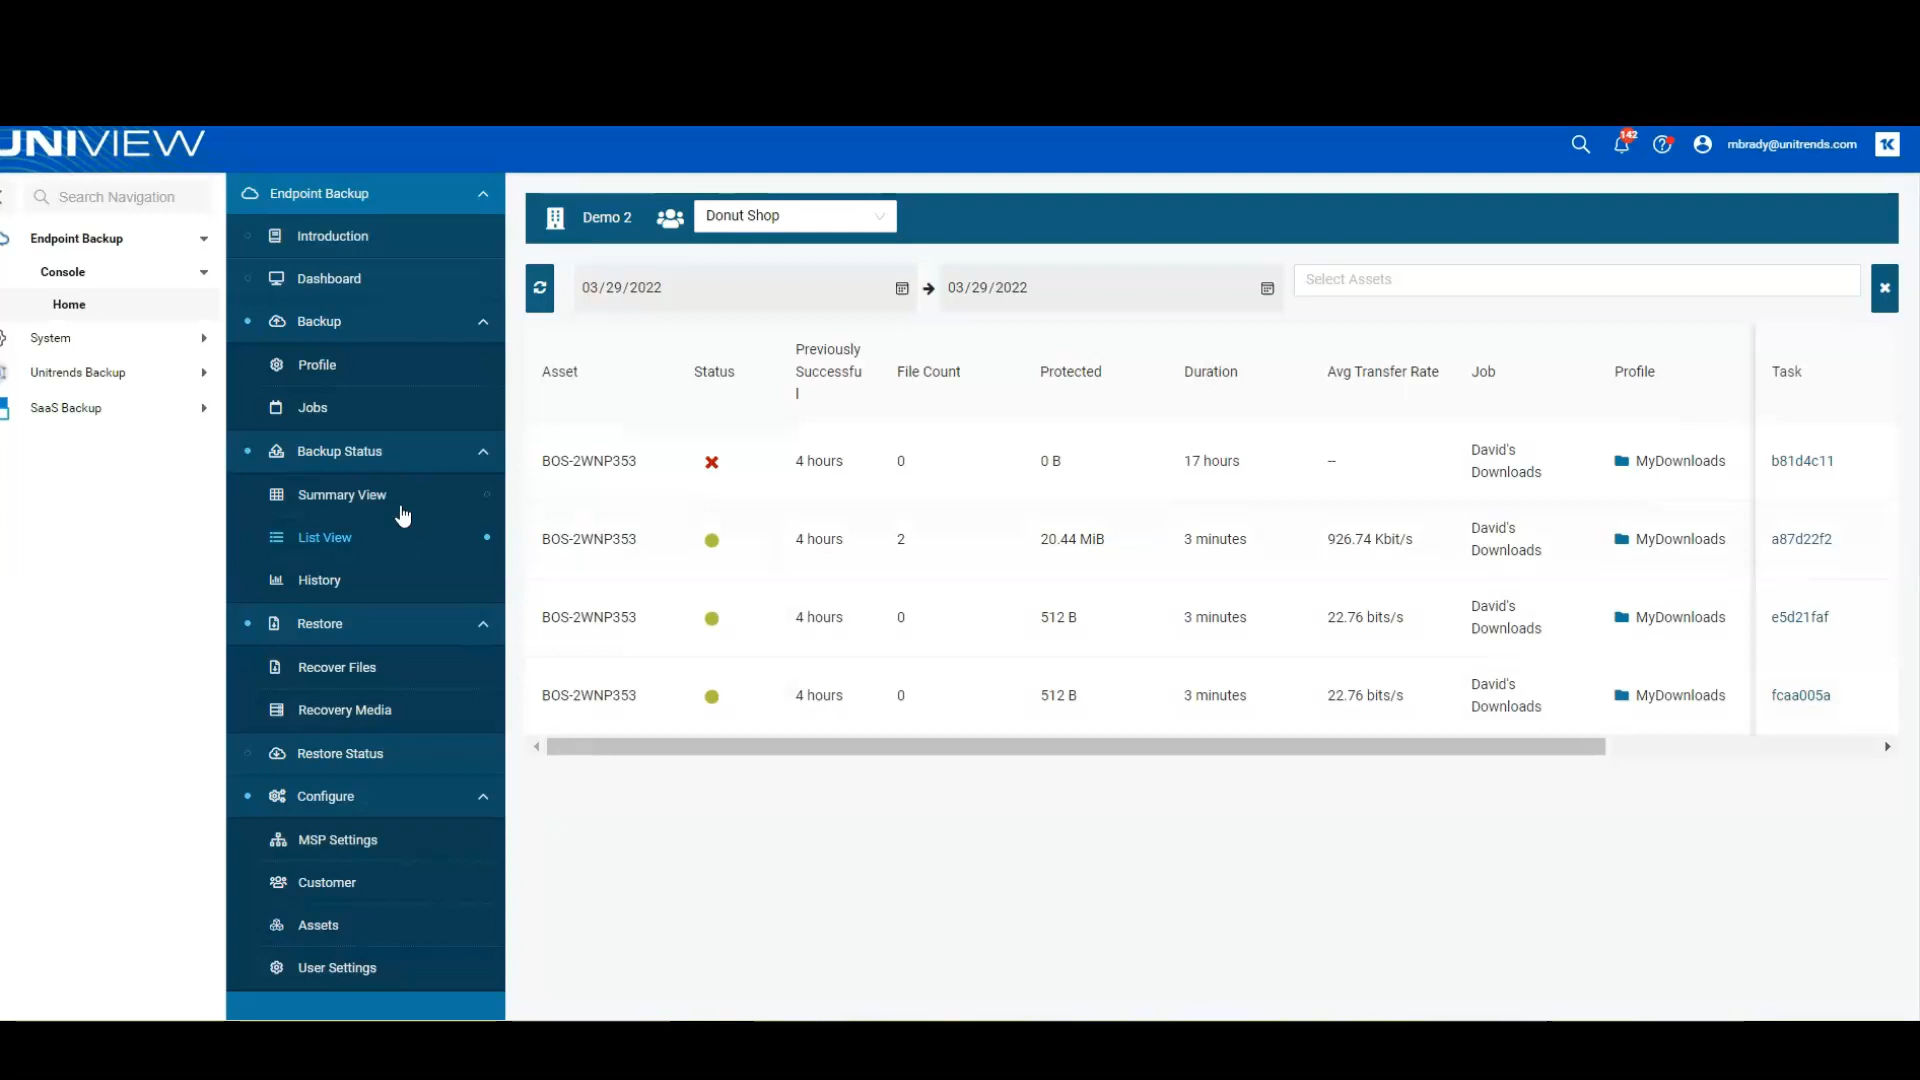 UNIVIEW
142
mbrady@unitrends.com
Search Navigation
Endpoint Backup
Console
Home
System
Unitrends Backup
SaaS Backup
Endpoint Backup
Introduction
Dashboard
Backup
Profile
Jobs
Backup Status
Summary View
List View
History
Restore
Recover Files
Recovery Media
Restore Status
Configure
MSP Settings
Customer
Assets
User Settings
Demo 2
Donut Shop
03/29/2022
03/29/2022
Select Assets
Asset Status Previously Successfu l File Count Protected Duration Avg Transfer Rate Job Profile Task
BOS-2WNP353 4 hours 0 0 B 17 hours -- David's Downloads MyDownloads b81d4c11
BOS-2WNP353 4 hours 2 20.44 MiB 3 minutes 926.74 Kbit/s David's Downloads MyDownloads a87d22f2
BOS-2WNP353 4 hours 0 512 B 3 minutes 22.76 bits/s David's Downloads MyDownloads e5d21faf
BOS-2WNP353 4 hours 0 512 B 3 minutes 22.76 bits/s David's Downloads MyDownloads fcaa005a